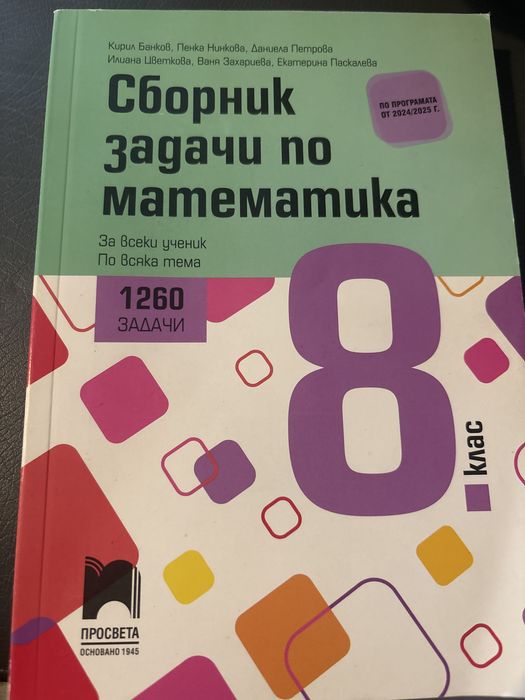 Кирил Банков, Пенка Нинкова, Даниела Петрова
Илиана Цветкова, Ваня Захариева, Екатерина Паскалева
Сборник
задачи по
математика
ПО ПРОГРАМАТА
ОТ 2024/2025 Г.
За всеки ученик
По всяка тема
1260
ЗАДАЧИ
8.
клас
ПРОСВЕТА
ОСНОВАНО 1945